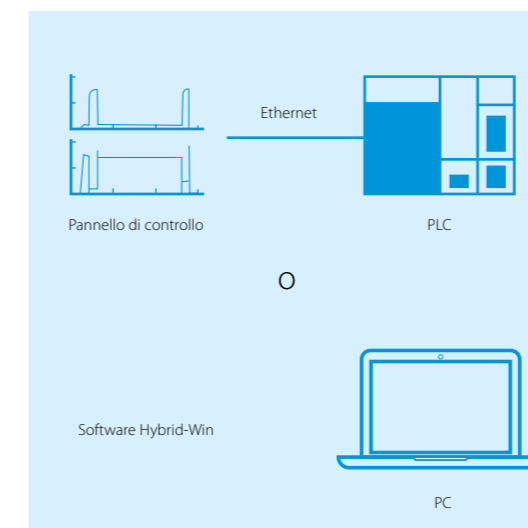 Ethernet
Pannello di controllo
PLC
O
Software Hybrid-Win
PC